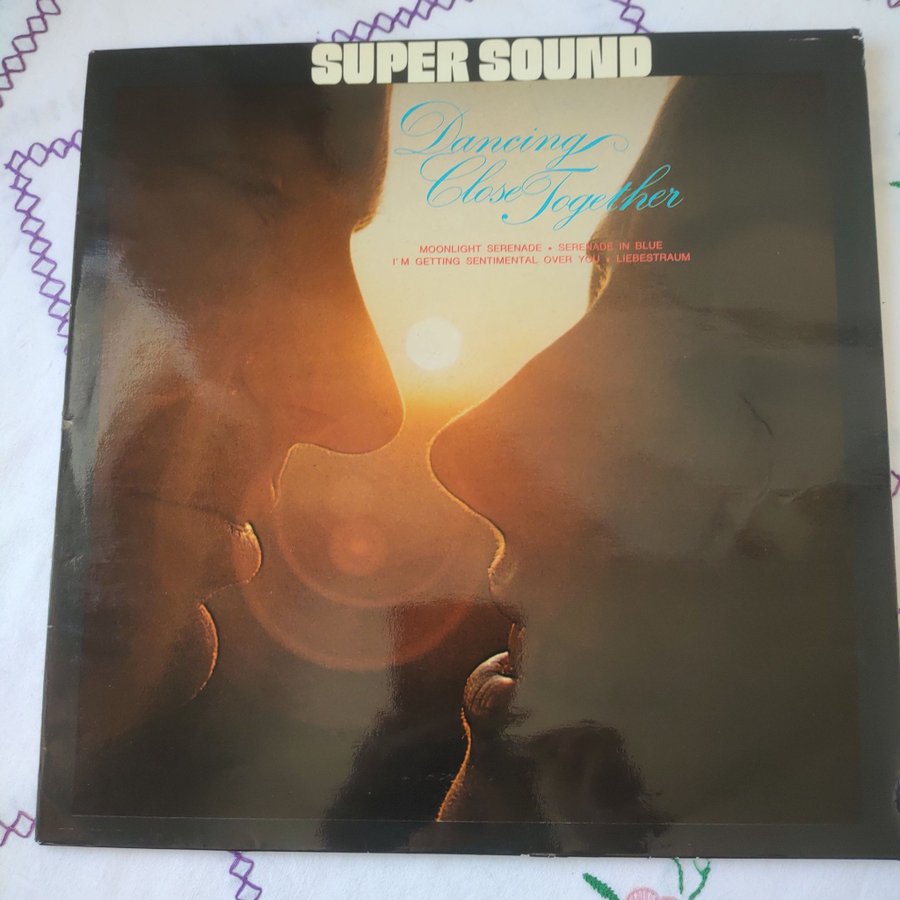 SUPER SOUND
Dancing
Close Together
MOONLIGHT SERENADE • SERENADE IN BLUE
I'M GETTING SENTIMENTAL OVER YOU • LIEBESTRAUM